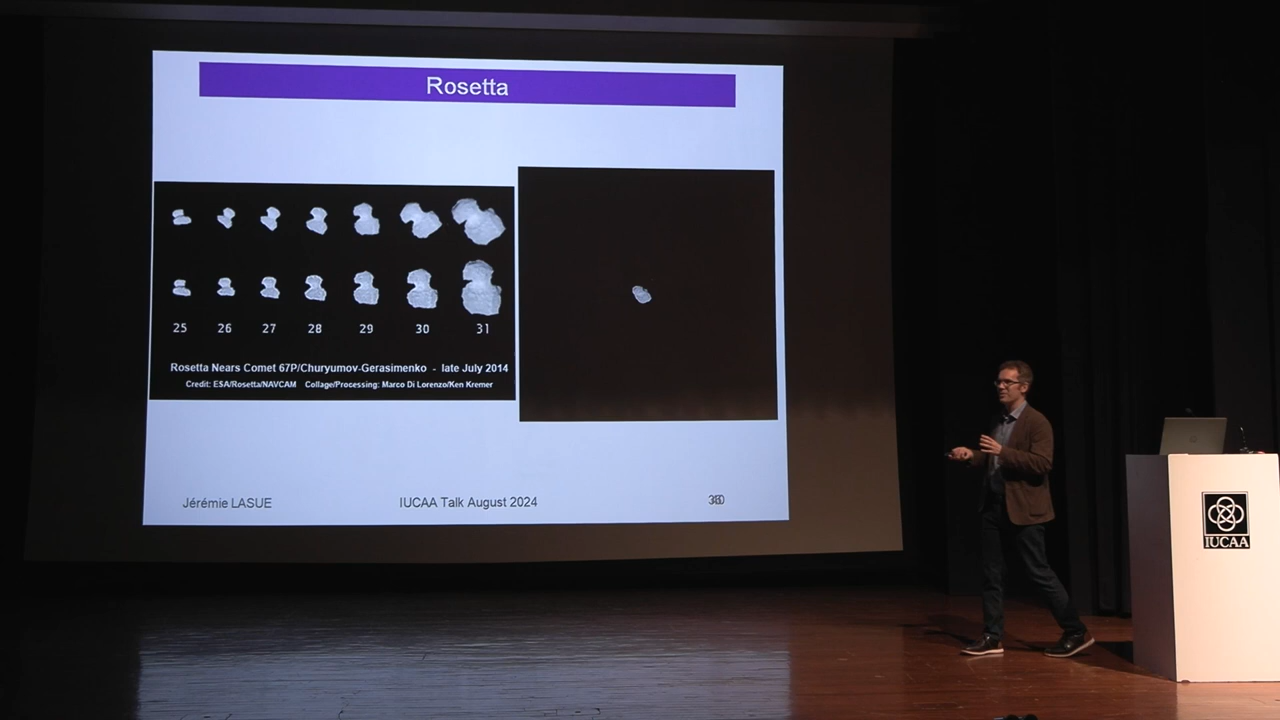 Rosetta
25 26 27 28 29 30 31
Rosetta Nears Comet 67P/Churyumov-Gerasimenko - late July 2014
Credit: ESA/Rosetta/NAVCAM Collage/Processing: Marco Di Lorenzo/Ken Kremer
Jérémie LASUE
IUCAA Talk August 2024
IUCAA